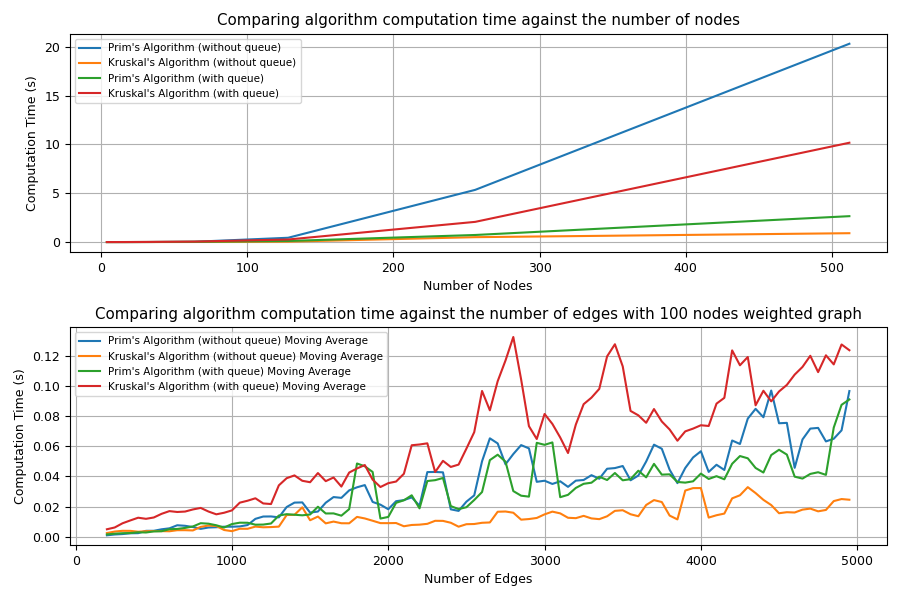 Comparing algorithm computation time against the number of nodes
Computation Time (s)
20
15
10
5
0
Prim's Algorithm (without queue)
Kruskal's Algorithm (without queue)
Prim's Algorithm (with queue)
Kruskal's Algorithm (with queue)
0 100 200 300 400 500
Number of Nodes
Comparing algorithm computation time against the number of edges with 100 nodes weighted graph
Computation Time (s)
0.12
0.10
0.08
0.06
0.04
0.02
0.00
Prim's Algorithm (without queue) Moving Average
Kruskal's Algorithm (without queue) Moving Average
Prim's Algorithm (with queue) Moving Average
Kruskal's Algorithm (with queue) Moving Average
0 1000 2000 3000 4000 5000
Number of Edges